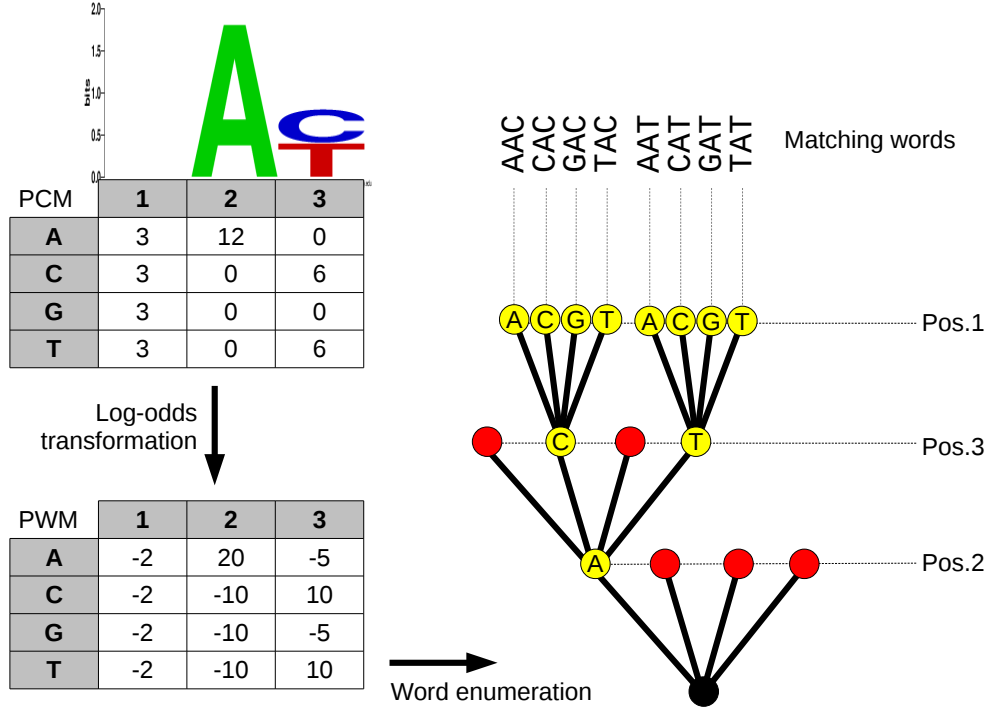 2.0
1.5
1.0
0.5
0.0
bits
A
C
T
PCM 1 2 3
A 3 12 0
C 3 0 6
G 3 0 0
T 3 0 6
Log-odds
transformation
PWM 1 2 3
A -2 20 -5
C -2 -10 10
G -2 -10 -5
T -2 -10 10
Word enumeration
AAC
CAC
GAC
TAC
AAT
CAT
GAT
TAT
Matching words
A C G T A C G T Pos.1
C T Pos.3
A Pos.2